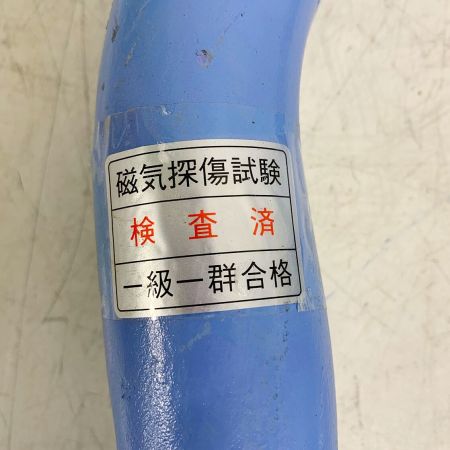 磁気探傷試験
検査済
一級一群合格